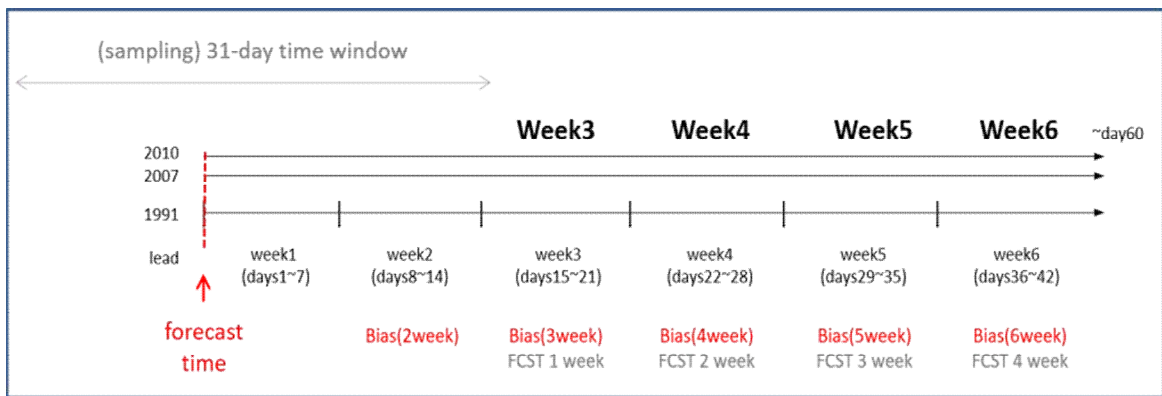 (sampling) 31-day time window
Week3 Week4 Week5 Week6 ~day60
2010
2007
1991
lead week1 week2 week3 week4 week5 week6
(days1~7) (days8~14) (days15~21) (days22~28) (days29~35) (days36~42)
forecast Bias(2week) Bias(3week) Bias(4week) Bias(5week) Bias(6week)
time FCST 1 week FCST 2 week FCST 3 week FCST 4 week